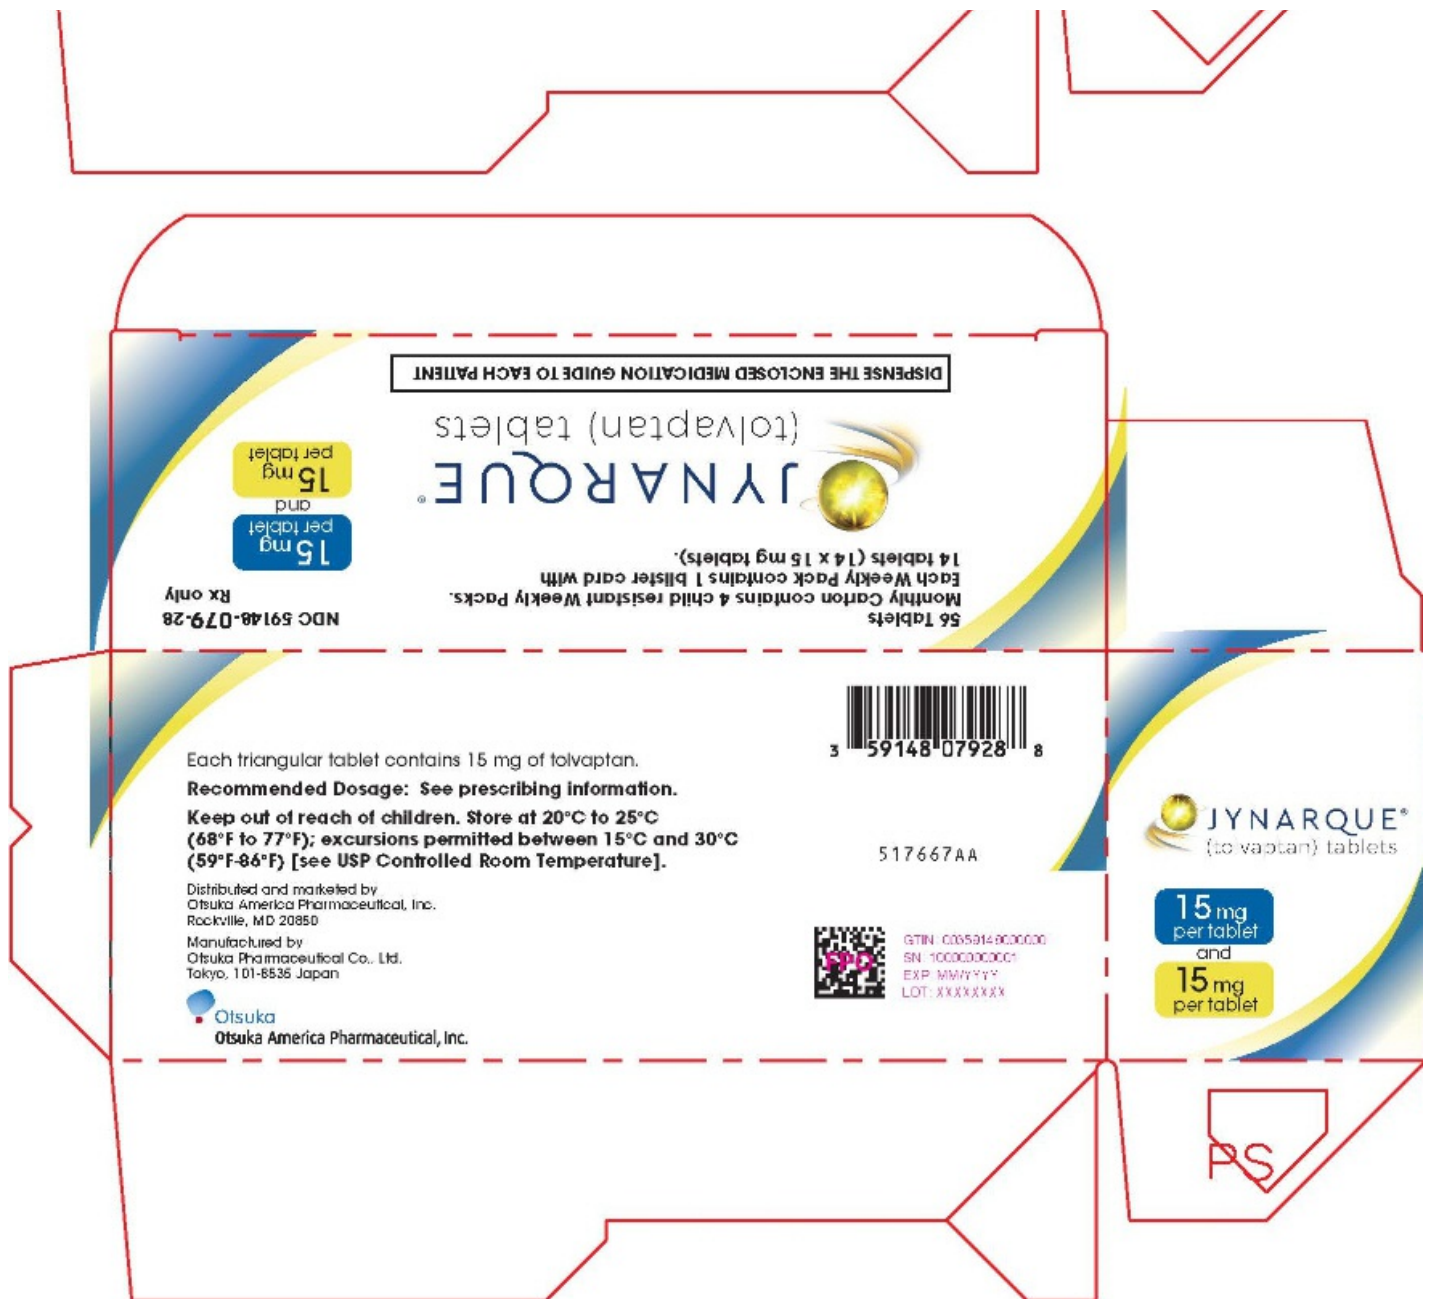 DISPENSE THE ENCLOSED MEDICATION GUIDE TO EACH PATIENT
JYNARQUE®
(tolvaptan) tablets
15 mg
per tablet
and
15 mg
per tablet
56 Tablets
Monthly Carton contains 4 child resistant Weekly Packs.
Each Weekly Pack contains 1 blister card with
14 tablets (14 x 15 mg tablets).
NDC 59148-079-28
Rx only
Each triangular tablet contains 15 mg of tolvaptan.
Recommended Dosage: See prescribing information.
Keep out of reach of children. Store at 20°C to 25°C
(68°F to 77°F); excursions permitted between 15°C and 30°C
(59°F-86°F) [see USP Controlled Room Temperature].
Distributed and marketed by
Otsuka America Pharmaceutical, Inc.
Rockville, MD 20850
Manufactured by
Otsuka Pharmaceutical Co., Ltd.
Tokyo, 101-8535 Japan
Otsuka
Otsuka America Pharmaceutical, Inc.
3 59148 07928 8
517667AA
FPO
GTIN: 00359148000000
SN: 100000000001
EXP: MM/YYYY
LOT: XXXXXXXX
JYNARQUE®
(tolvaptan) tablets
15 mg
per tablet
and
15 mg
per tablet
PS